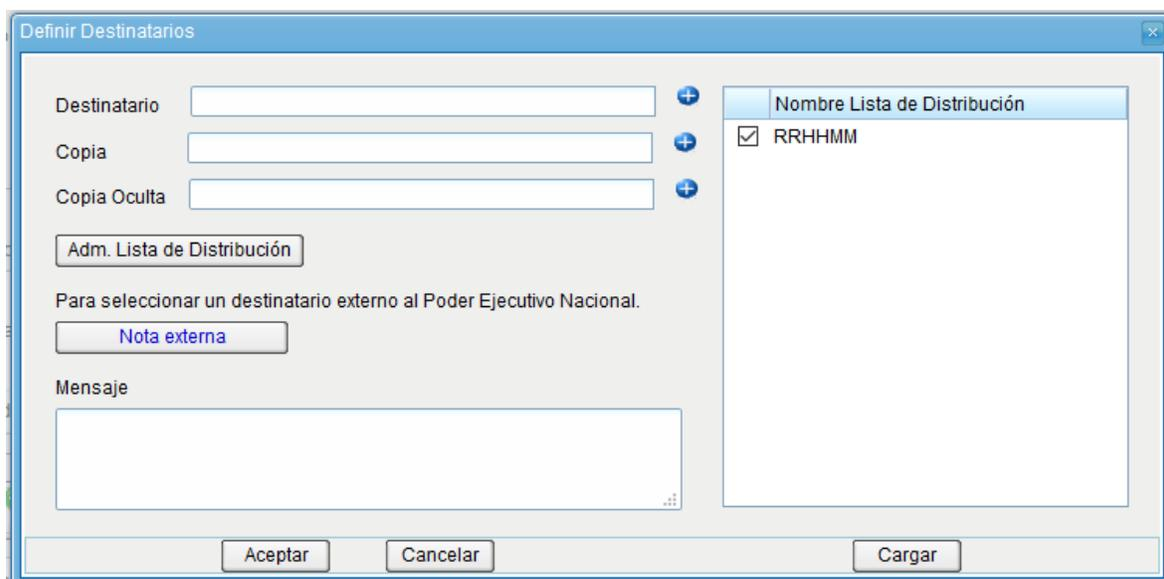 Definir Destinatarios
Destinatario
Copia
Copia Oculta
Adm. Lista de Distribución
Para seleccionar un destinatario externo al Poder Ejecutivo Nacional.
Nota externa
Mensaje
Nombre Lista de Distribución
RRHHMM
Aceptar Cancelar Cargar